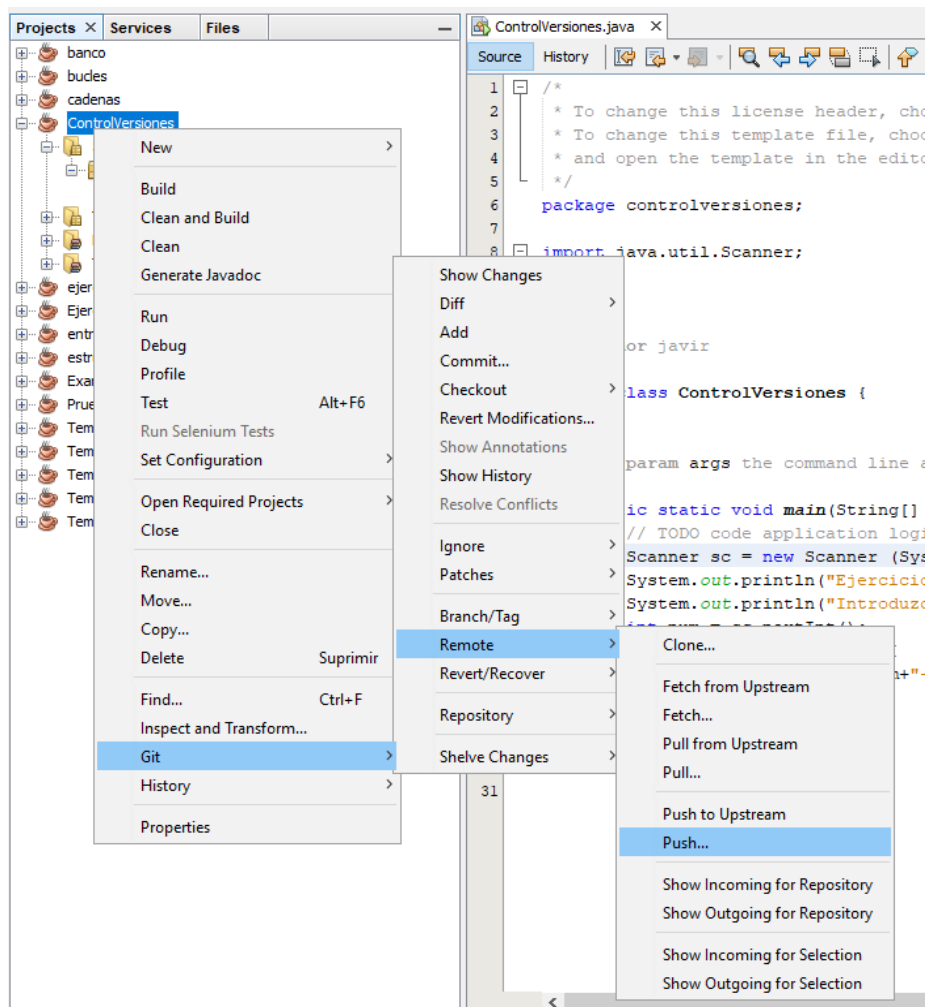 Projects × Services Files
banco
bucles
cadenas
ControlVersiones
ejer
Ejer
entr
estr
Exar
Prue
Tem
Tem
Tem
Tem
Tem
New
Build
Clean and Build
Clean
Generate Javadoc
Run
Debug
Profile
Test Alt+F6
Run Selenium Tests
Set Configuration
Open Required Projects
Close
Rename...
Move...
Copy...
Delete Suprimir
Find... Ctrl+F
Inspect and Transform...
Git
History
Properties
Show Changes
Diff
Add
Commit...
Checkout
Revert Modifications...
Show Annotations
Show History
Resolve Conflicts
Ignore
Patches
Branch/Tag
Remote
Revert/Recover
Repository
Shelve Changes
Clone...
Fetch from Upstream
Fetch...
Pull from Upstream
Pull...
Push to Upstream
Push...
Show Incoming for Repository
Show Outgoing for Repository
Show Incoming for Selection
Show Outgoing for Selection
ControlVersiones.java ×
Source History
1 /*
2 * To change this license header, cho
3 * To change this template file, choo
4 * and open the template in the edito
5 */
6 package controlversiones;
7
8 import java.util.Scanner;
or javir
lass ControlVersiones {
param args the command line a
ic static void main(String[]
// TODO code application logi
Scanner sc = new Scanner (Sys
System.out.println("Ejercicio
System.out.println("Introduzc
int num = sc.nextInt();
+"-
31